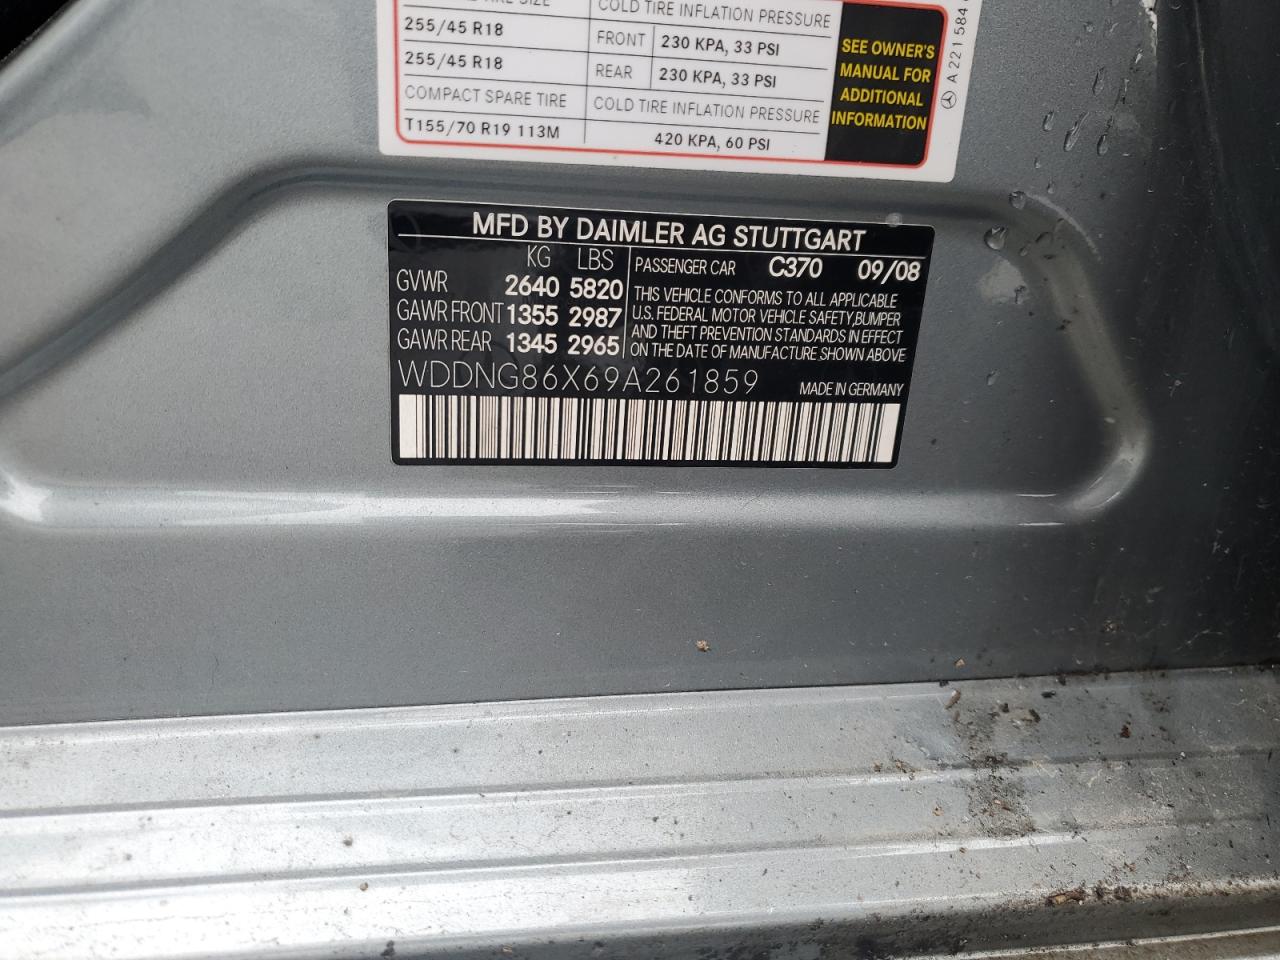 TIRE SIZE COLD TIRE INFLATION PRESSURE
255/45 R18 FRONT 230 KPA, 33 PSI
255/45 R18 REAR 230 KPA, 33 PSI
COMPACT SPARE TIRE COLD TIRE INFLATION PRESSURE
T155/70 R19 113M 420 KPA, 60 PSI
SEE OWNER'S
MANUAL FOR
ADDITIONAL
INFORMATION
A 221 584
MFD BY DAIMLER AG STUTTGART
KG LBS
GVWR 2640 5820
GAWR FRONT 1355 2987
GAWR REAR 1345 2965
PASSENGER CAR C370 09/08
THIS VEHICLE CONFORMS TO ALL APPLICABLE
U.S. FEDERAL MOTOR VEHICLE SAFETY,BUMPER
AND THEFT PREVENTION STANDARDS IN EFFECT
ON THE DATE OF MANUFACTURE SHOWN ABOVE
WDDNG86X69A261859 MADE IN GERMANY